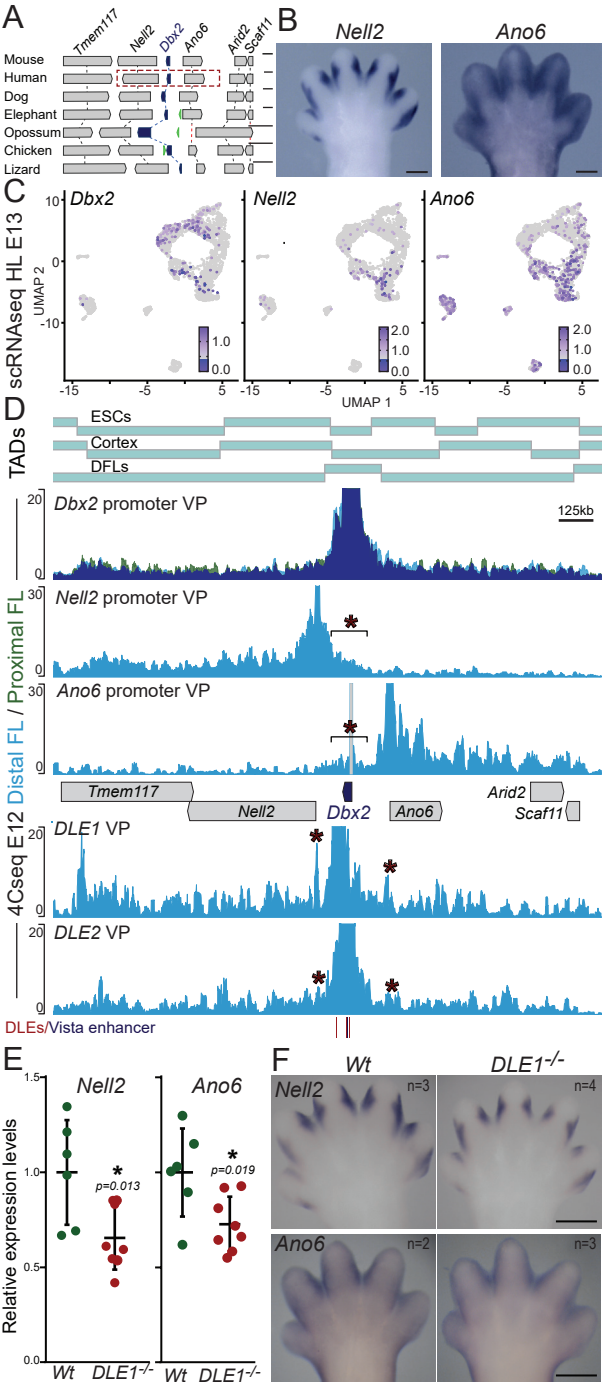 A
Tmem117 Nell2 Dbx2 Ano6 Arid2 Scaf11
Mouse
Human
Dog
Elephant
Opossum
Chicken
Lizard
B
Nell2 Ano6
C
scRNAseq HL E13
Dbx2 Nell2 Ano6
10
0
-10
UMAP 2
1.0
0.0
2.0
1.0
0.0
2.0
1.0
0.0
-15 -5 5 -15 -5 5 -15 -5 5
UMAP 1
D
TADs
ESCs
Cortex
DFLs
4Cseq E12 Distal FL / Proximal FL
20
Dbx2 promoter VP
125kb
0
30
Nell2 promoter VP
*
0
30
Ano6 promoter VP
*
0
Tmem117 Nell2 Dbx2 Ano6 Arid2 Scaf11
20
DLE1 VP
* *
0
20
DLE2 VP
* *
0
DLEs/Vista enhancer
E
Relative expression levels
Nell2 Ano6
1.5
1.0
0.5
0.0
*
p=0.013
*
p=0.019
Wt DLE1-/- Wt DLE1-/-
F
Wt DLE1-/-
Nell2 n=3 n=4
Ano6 n=2 n=3